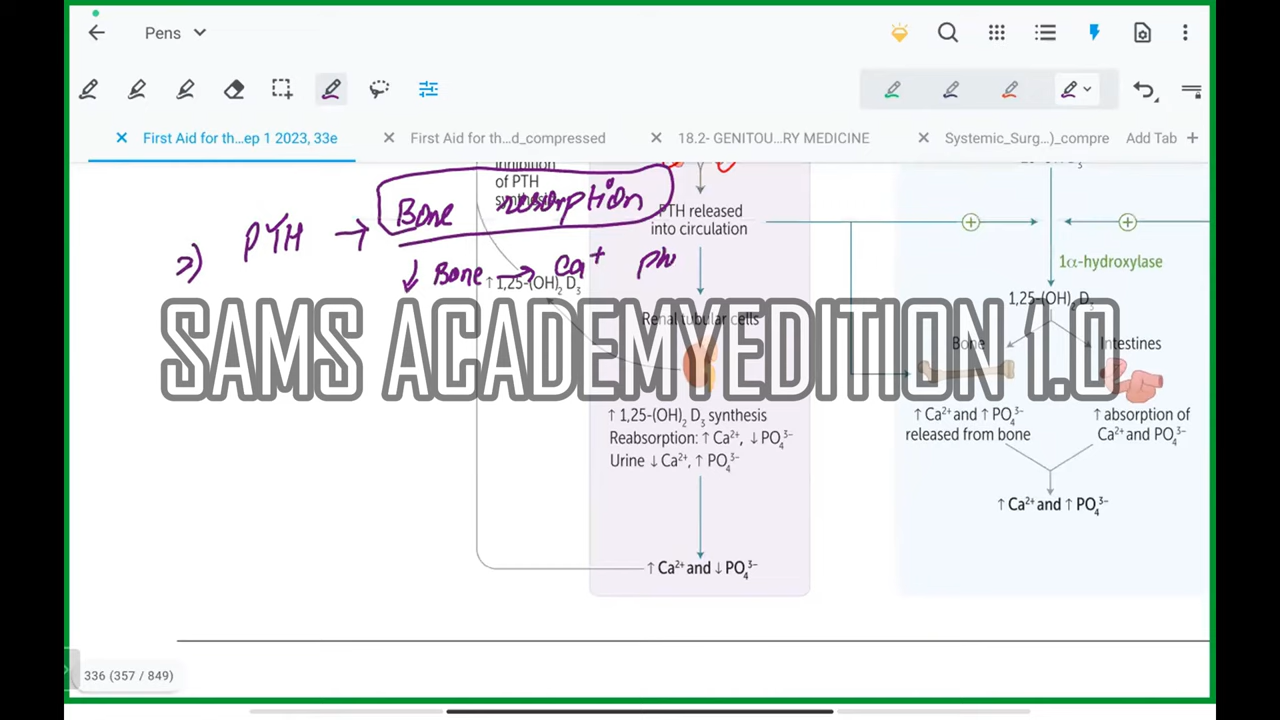 Pens
First Aid for th...ep 1 2023, 33e
First Aid for th...d_compressed
18.2- GENITOU...RY MEDICINE
Systemic_Surg...)_compre
Add Tab
inhibition
of PTH
Bone resorption
PTH released
into circulation
=) PTH →
↓ Bone → Ca+ pho
↑ 1,25-(OH)2 D3
1α-hydroxylase
1,25-(OH)2 D3
Renal tubular cells
SAMS ACADEMYEDITION 1.0
Bone
Intestines
↑ 1,25-(OH)2 D3 synthesis
Reabsorption: ↑ Ca2+, ↓ PO43–
Urine ↓ Ca2+, ↑ PO43–
↑ Ca2+ and ↑ PO43–
released from bone
↑ absorption of
Ca2+ and PO43–
↑ Ca2+ and ↑ PO43–
↑ Ca2+ and ↓ PO43–
336 (357 / 849)